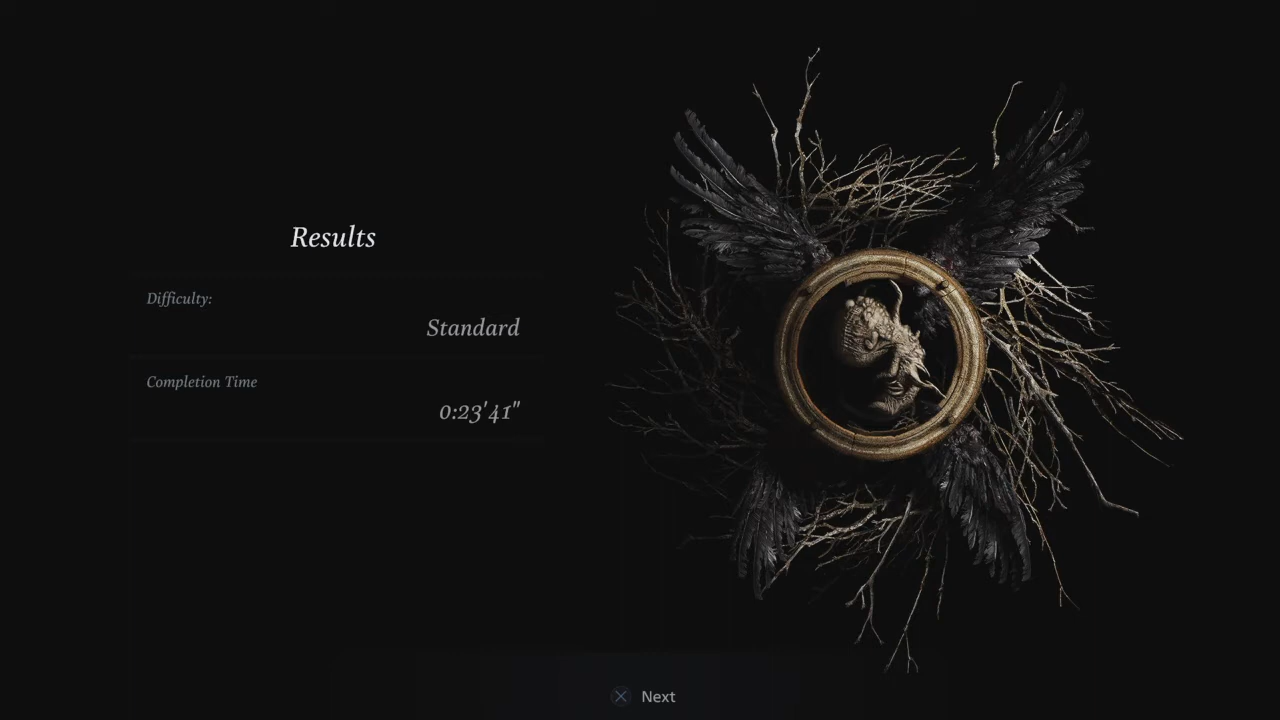 Results
Difficulty:
Standard
Completion Time
0:23'41"
Next